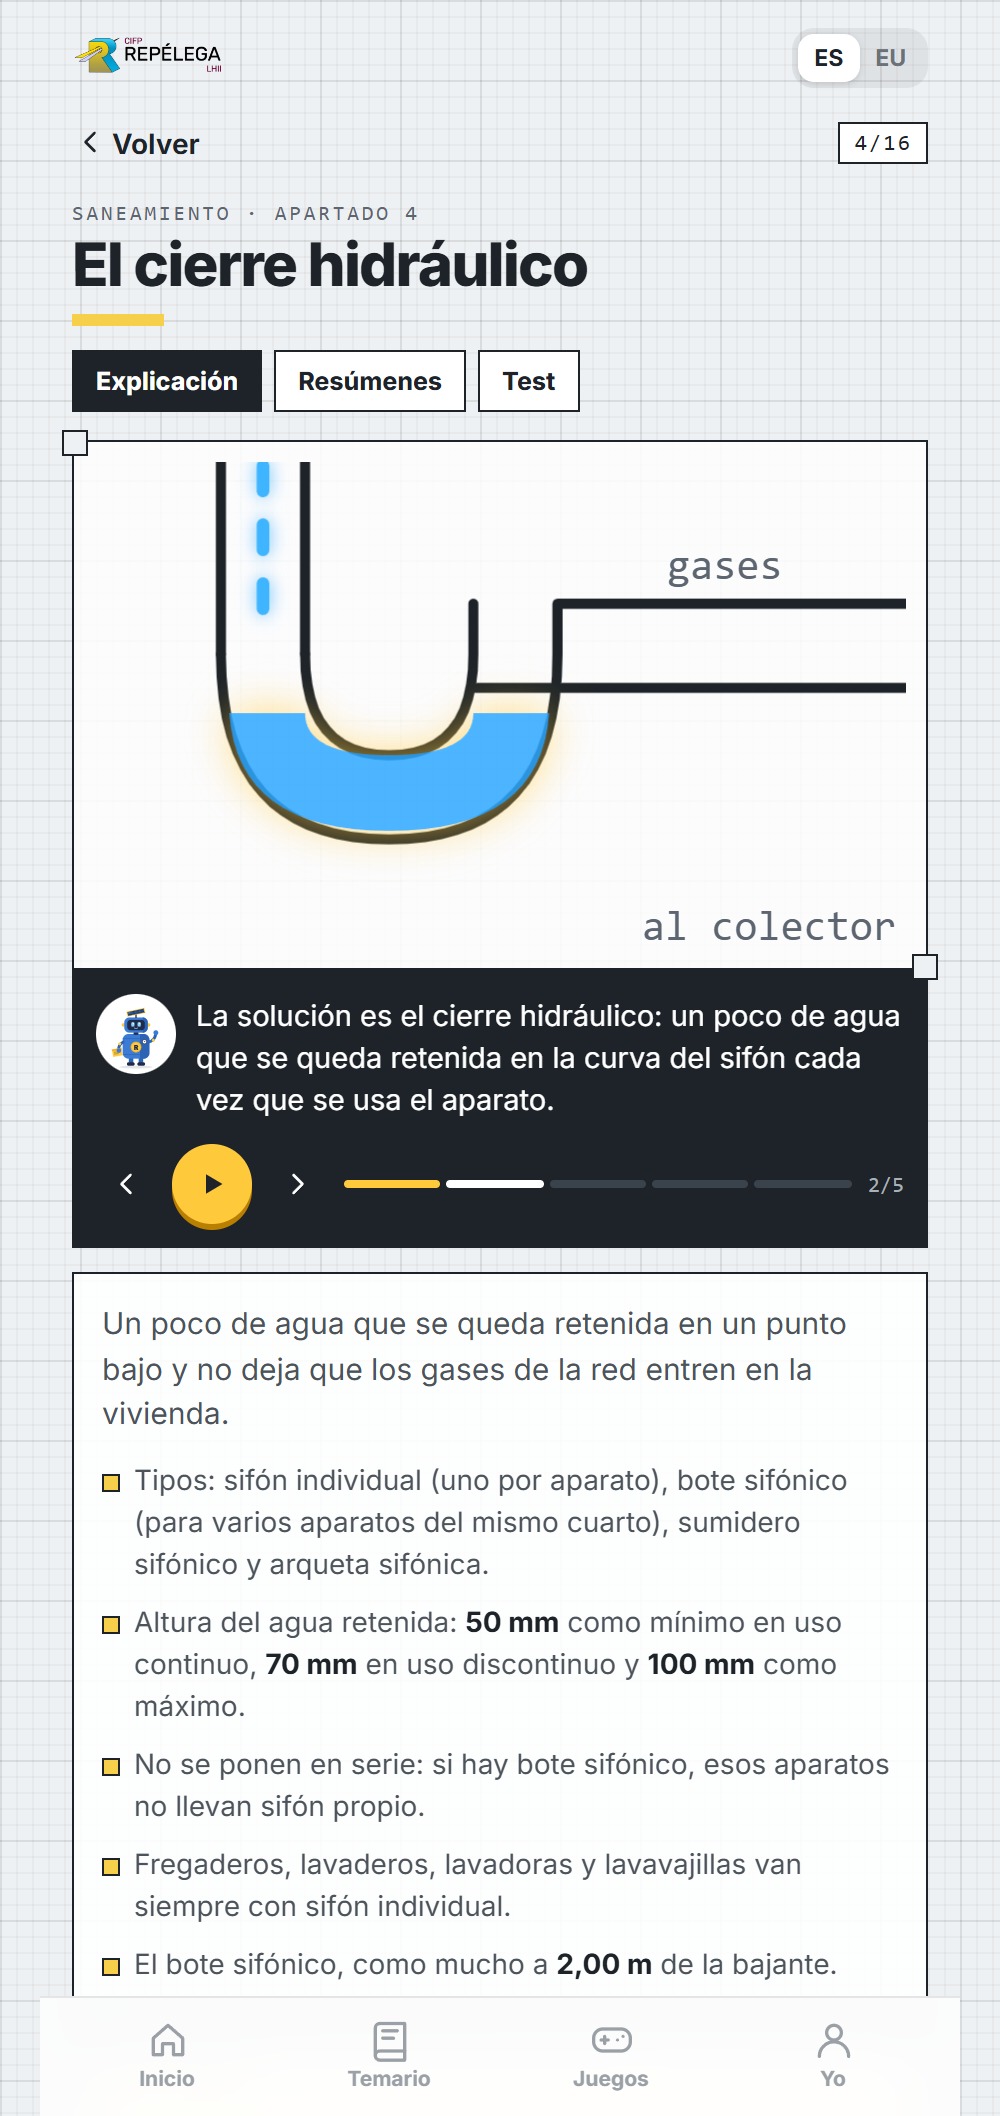 CIFP
REPÉLEGA
LHII
ES EU
Volver
4/16
SANEAMIENTO · APARTADO 4
El cierre hidráulico
Explicación Resúmenes Test
gases
al colector
La solución es el cierre hidráulico: un poco de agua
que se queda retenida en la curva del sifón cada
vez que se usa el aparato.
2/5
Un poco de agua que se queda retenida en un punto
bajo y no deja que los gases de la red entren en la
vivienda.
Tipos: sifón individual (uno por aparato), bote sifónico
(para varios aparatos del mismo cuarto), sumidero
sifónico y arqueta sifónica.
Altura del agua retenida: 50 mm como mínimo en uso
continuo, 70 mm en uso discontinuo y 100 mm como
máximo.
No se ponen en serie: si hay bote sifónico, esos aparatos
no llevan sifón propio.
Fregaderos, lavaderos, lavadoras y lavavajillas van
siempre con sifón individual.
El bote sifónico, como mucho a 2,00 m de la bajante.
Inicio Temario Juegos Yo